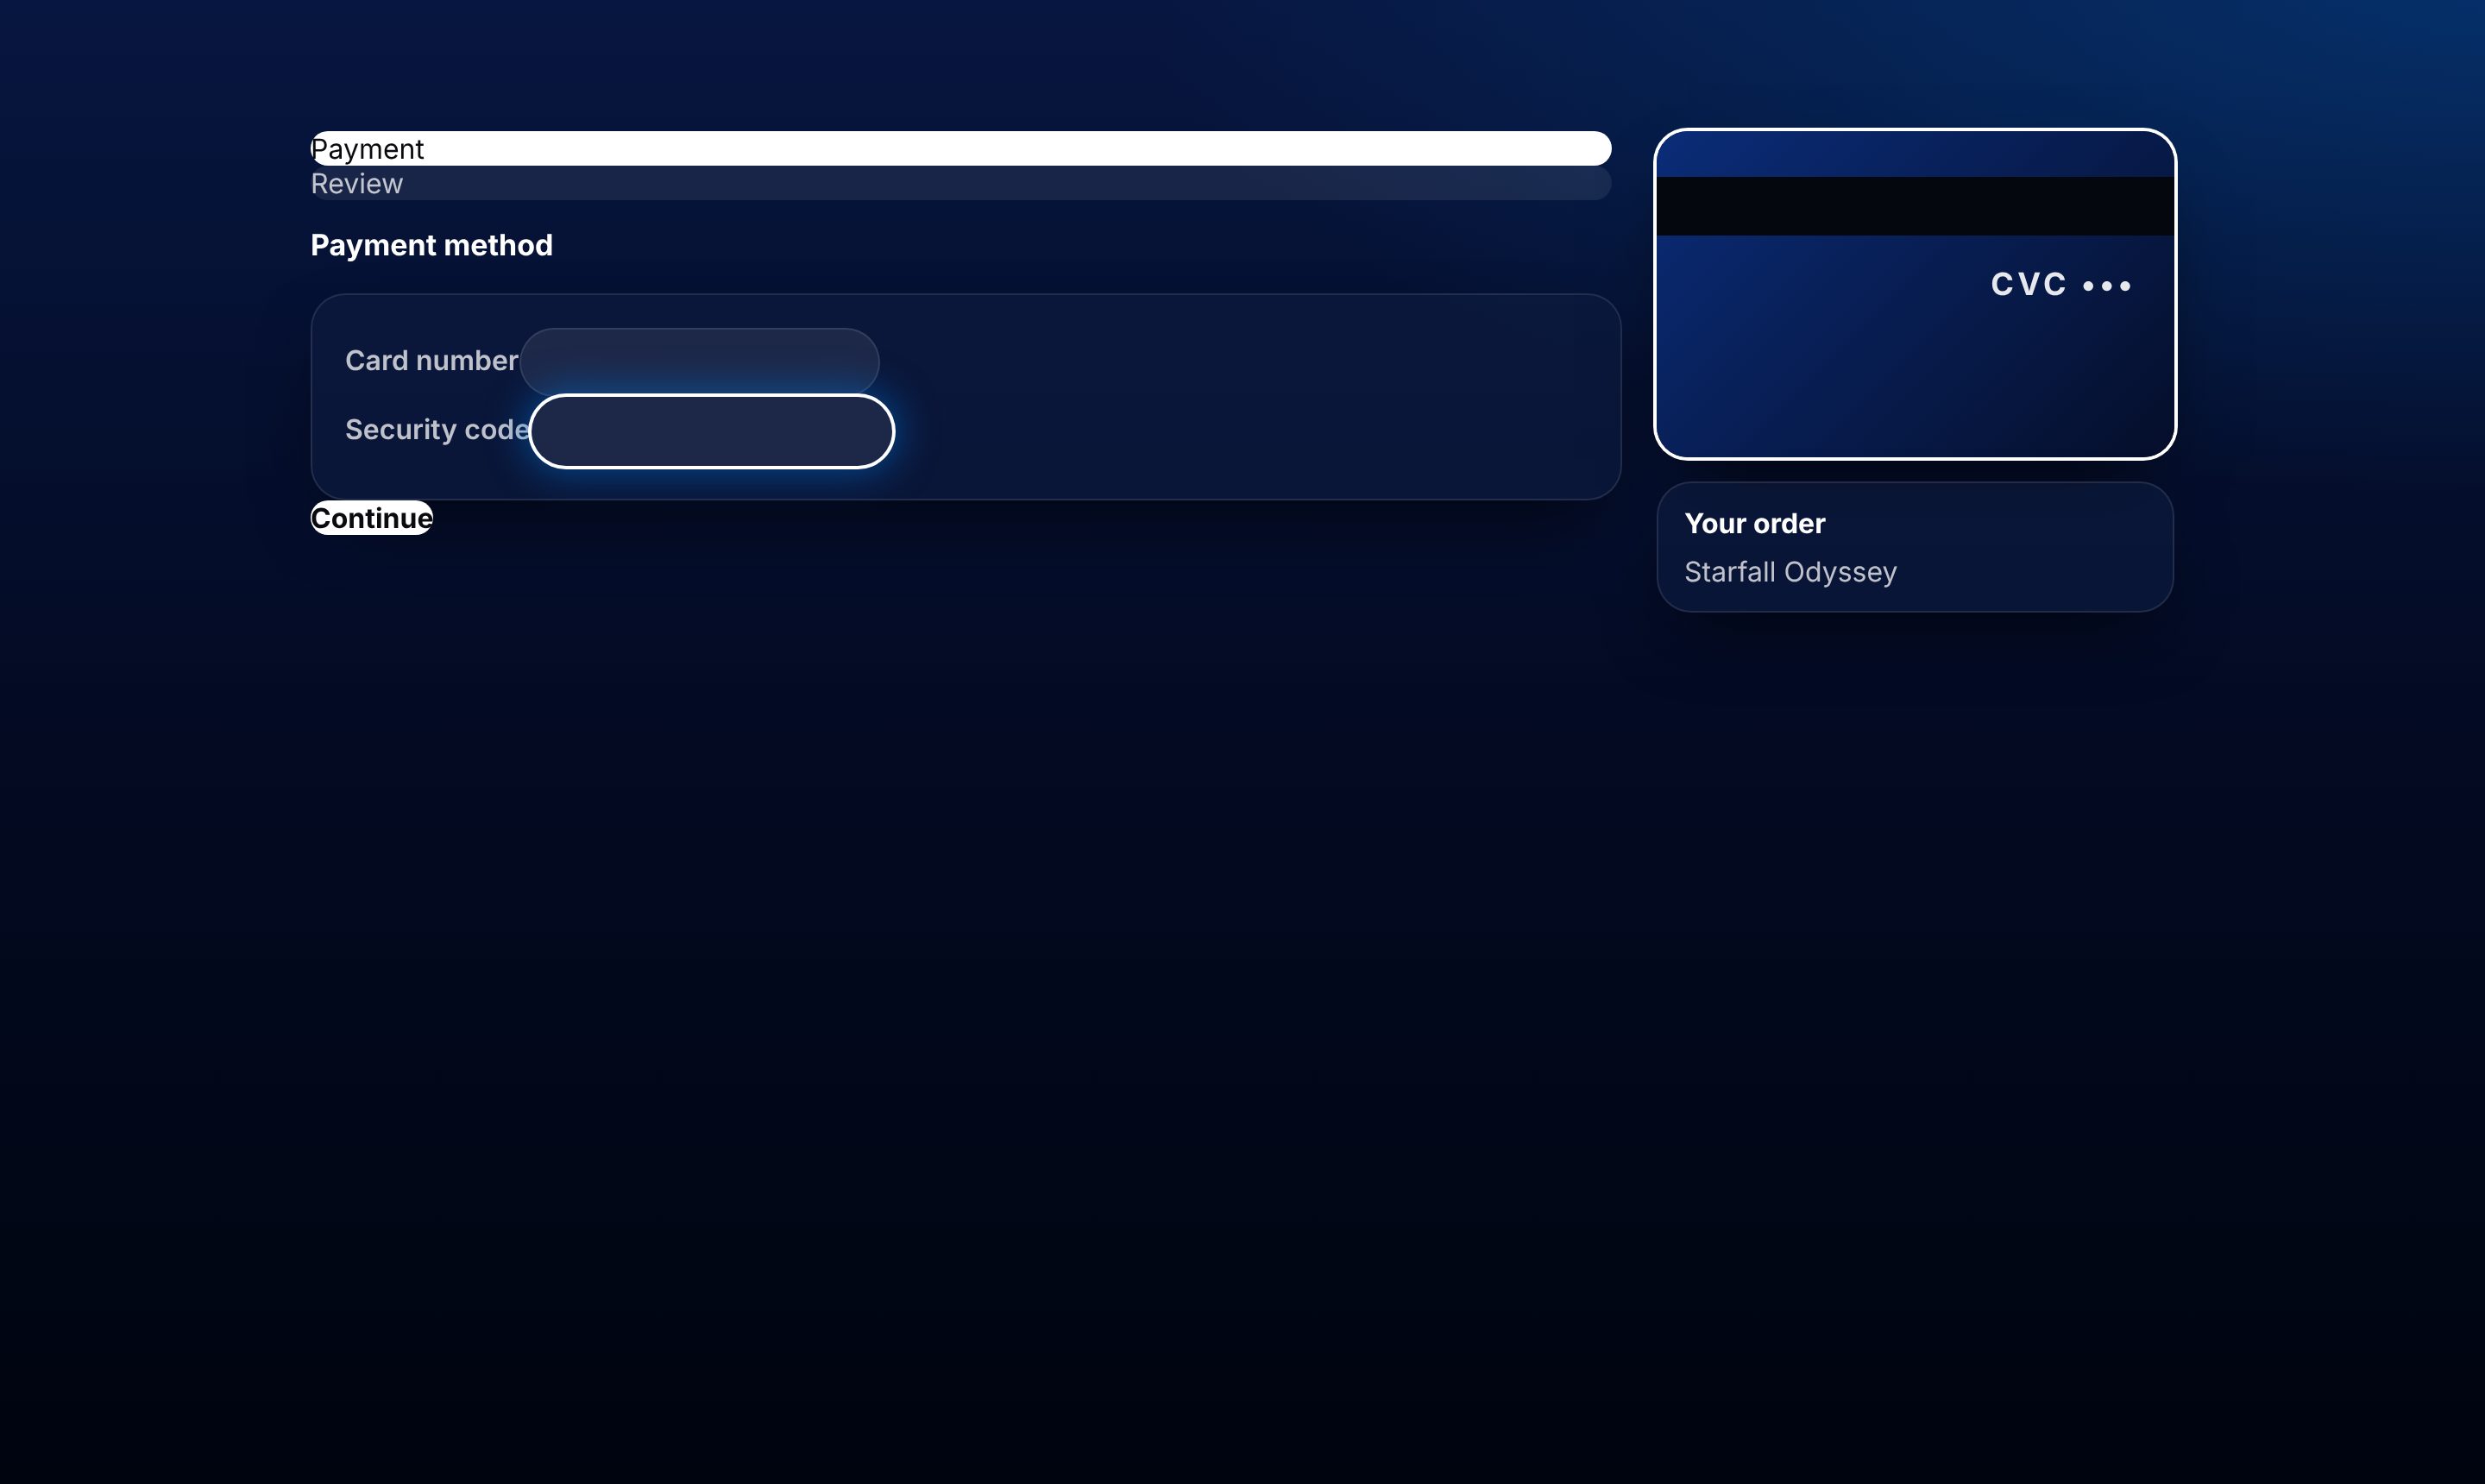 Payment
Review
Payment method
Card number
Security code
Continue
CVC •••
Your order
Starfall Odyssey